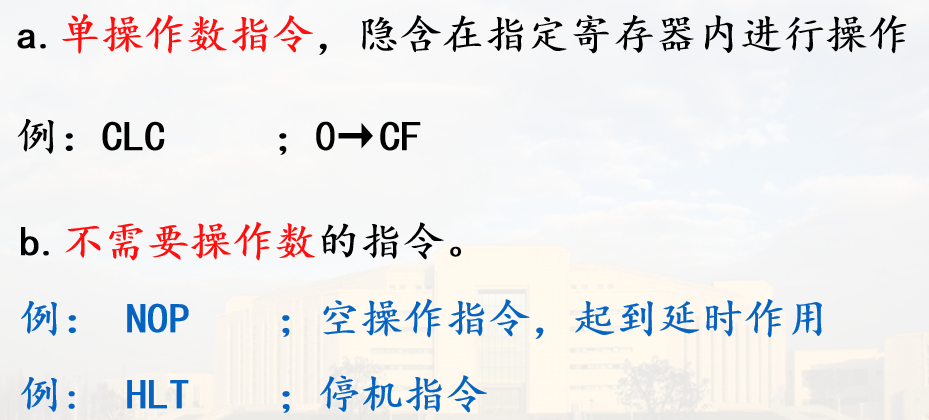 a.单操作数指令，隐含在指定寄存器内进行操作
例：CLC ；0→CF
b.不需要操作数的指令。
例： NOP ；空操作指令，起到延时作用
例： HLT ；停机指令